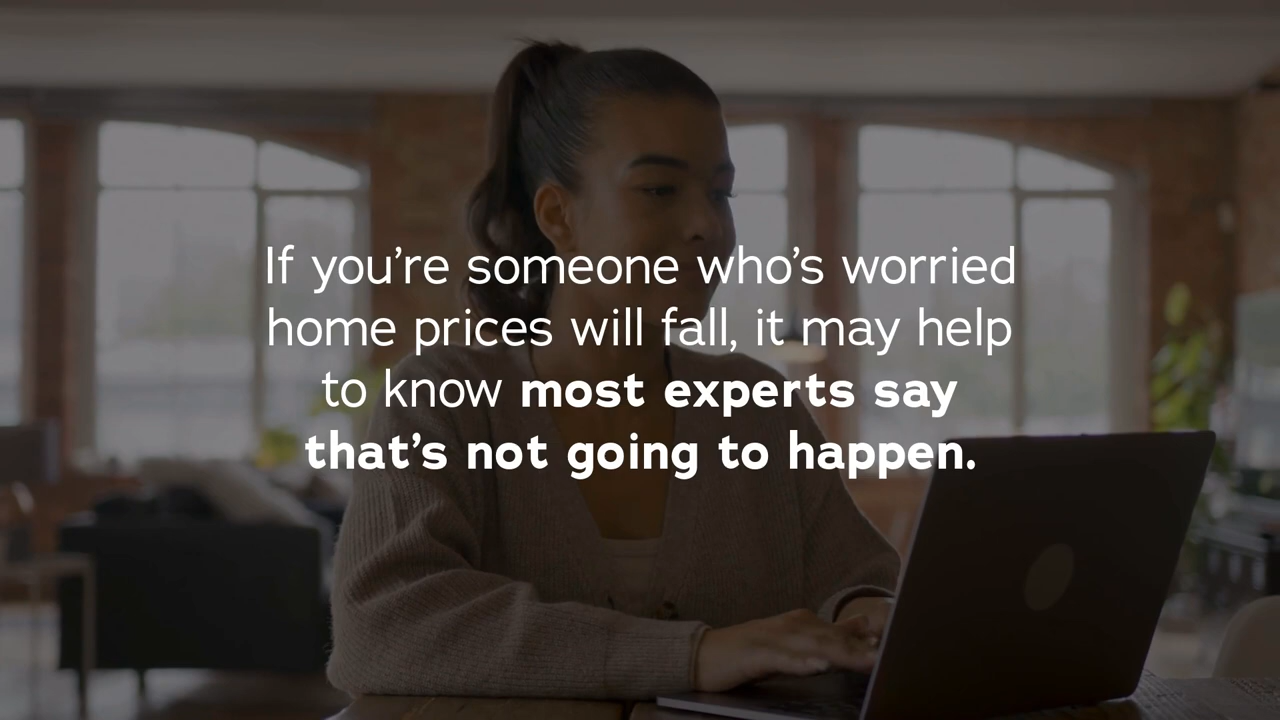 If you’re someone who’s worried
home prices will fall, it may help
to know most experts say
that’s not going to happen.